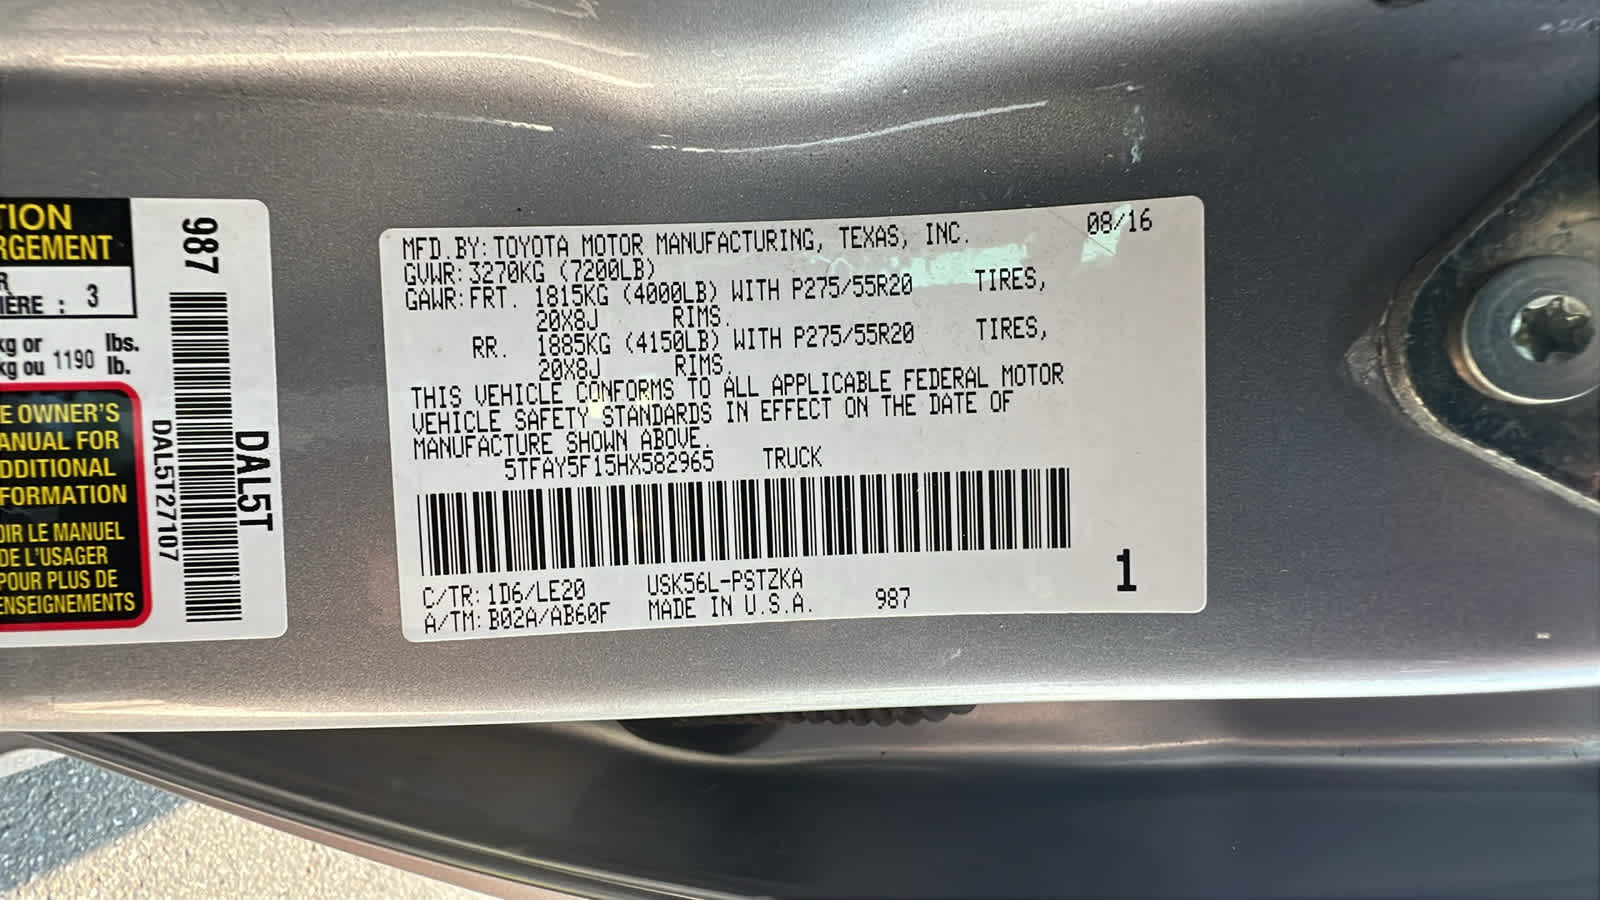 TION
RGEMENT
R
IÈRE : 3
kg or lbs.
kg ou 1190 lb.
E OWNER'S
ANUAL FOR
DDITIONAL
FORMATION
OIR LE MANUEL
DE L'USAGER
POUR PLUS DE
ENSEIGNEMENTS
987
DAL5T
DAL5T27107
MFD.BY:TOYOTA MOTOR MANUFACTURING, TEXAS, INC. 08/16
GVWR:3270KG (7200LB)
GAWR:FRT. 1815KG (4000LB) WITH P275/55R20 TIRES,
20X8J RIMS.
RR. 1885KG (4150LB) WITH P275/55R20 TIRES,
20X8J RIMS.
THIS VEHICLE CONFORMS TO ALL APPLICABLE FEDERAL MOTOR
VEHICLE SAFETY STANDARDS IN EFFECT ON THE DATE OF
MANUFACTURE SHOWN ABOVE.
5TFAY5F15HX582965 TRUCK
C/TR:1D6/LE20 USK56L-PSTZKA
A/TM:B02A/AB60F MADE IN U.S.A. 987
1